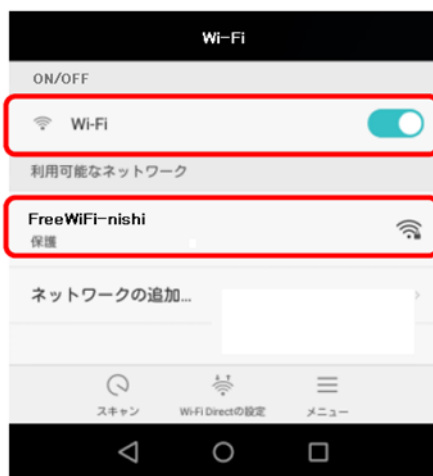 Wi-Fi
ON/OFF
Wi-Fi
利用可能なネットワーク
FreeWiFi-nishi
保護
ネットワークの追加...
スキャン Wi-Fi Directの設定 メニュー